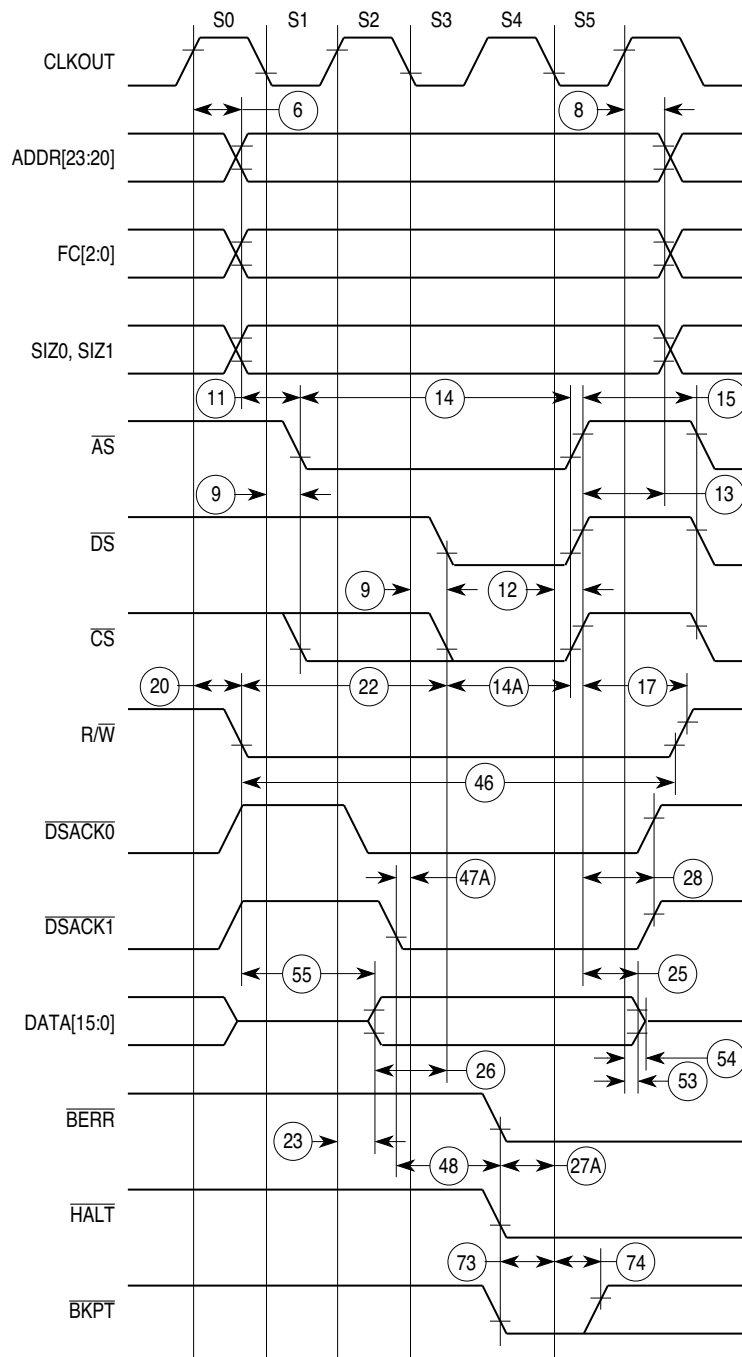 S0 S1 S2 S3 S4 S5
CLKOUT
6 8
ADDR[23:20]
FC[2:0]
SIZ0, SIZ1
11 14 15
AS
9 13
DS
9 12
CS
20 22 14A 17
R/W
46
DSACK0
47A 28
DSACK1
55 25
DATA[15:0]
54
26 53
BERR
23 48 27A
HALT
73 74
BKPT